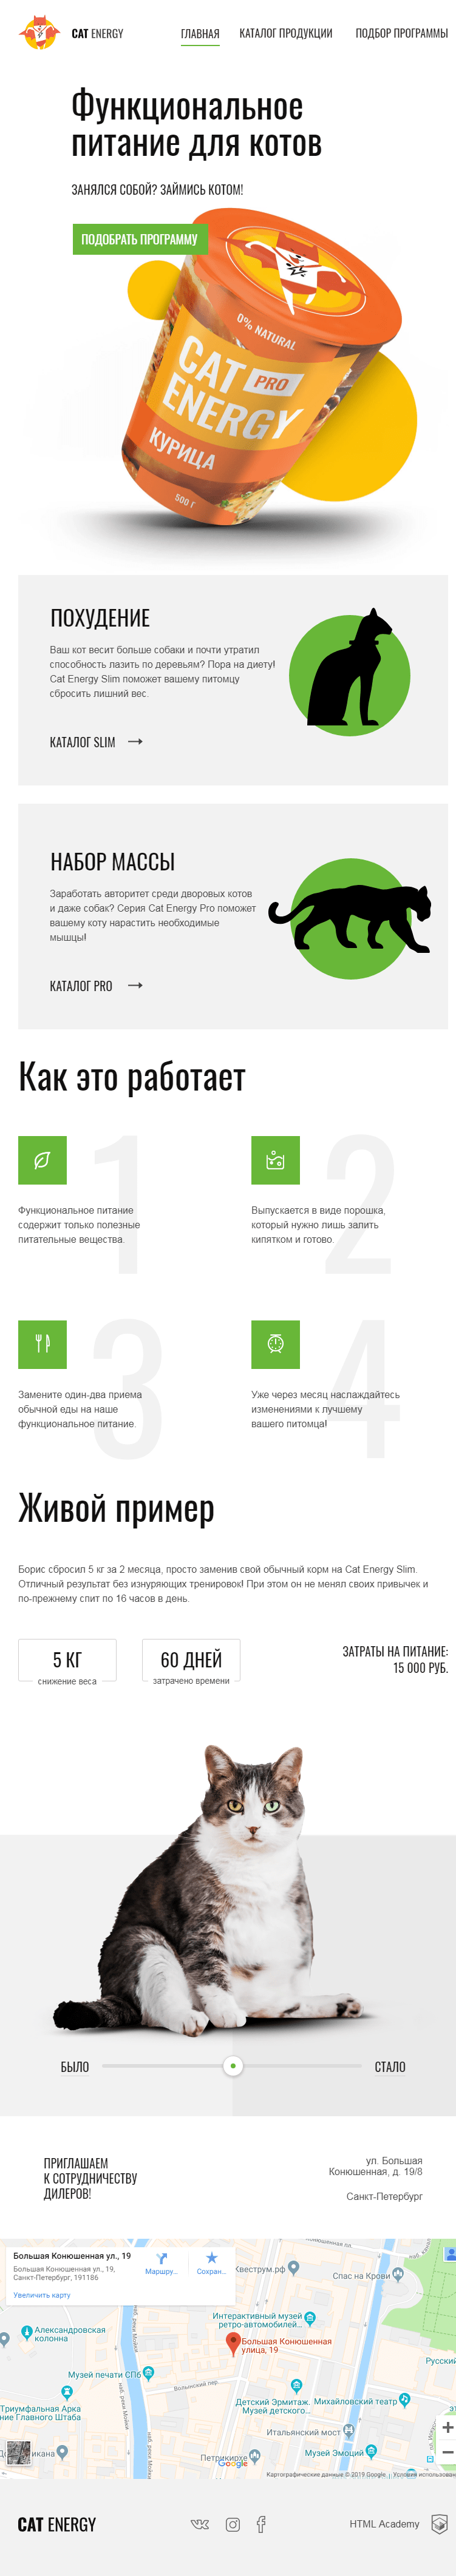 CAT ENERGY
ГЛАВНАЯ
КАТАЛОГ ПРОДУКЦИИ
ПОДБОР ПРОГРАММЫ
Функциональное
питание для котов
ЗАНЯЛСЯ СОБОЙ? ЗАЙМИСЬ КОТОМ!
ПОДОБРАТЬ ПРОГРАММУ
0% NATURAL
CAT PRO
ENERGY
КУРИЦА
500 Г
ПОХУДЕНИЕ
Ваш кот весит больше собаки и почти утратил
способность лазить по деревьям? Пора на диету!
Cat Energy Slim поможет вашему питомцу
сбросить лишний вес.
КАТАЛОГ SLIM
НАБОР МАССЫ
Заработать авторитет среди дворовых котов
и даже собак? Серия Cat Energy Pro поможет
вашему коту нарастить необходимые
мышцы!
КАТАЛОГ PRO
Как это работает
1
Функциональное питание
содержит только полезные
питательные вещества.
2
Выпускается в виде порошка,
который нужно лишь залить
кипятком и готово.
3
Замените один-два приема
обычной еды на наше
функциональное питание.
4
Уже через месяц наслаждайтесь
изменениями к лучшему
вашего питомца!
Живой пример
Борис сбросил 5 кг за 2 месяца, просто заменив свой обычный корм на Cat Energy Slim.
Отличный результат без изнуряющих тренировок! При этом он не менял своих привычек и
по-прежнему спит по 16 часов в день.
5 КГ
снижение веса
60 ДНЕЙ
затрачено времени
ЗАТРАТЫ НА ПИТАНИЕ:
15 000 РУБ.
БЫЛО
СТАЛО
ПРИГЛАШАЕМ
К СОТРУДНИЧЕСТВУ
ДИЛЕРОВ!
ул. Большая
Конюшенная, д. 19/8
Санкт-Петербург
Большая Конюшенная ул., 19
Большая Конюшенная ул., 19,
Санкт-Петербург, 191186
Увеличить карту
Маршру...
Сохран...
Квеструм.рф
Спас на Крови
Александровская
колонна
Интерактивный музей
ретро-автомобилей...
Большая Конюшенная
улица, 19
Русский
Музей печати СПб
Волынский пер.
наб. реки Мойки
Триумфальная Арка
ние Главного Штаба
Детский Эрмитаж.
Музей детского...
Михайловский театр
Итальянский мост
Музей Эмоций
Петрикирхе
Google
Картографические данные © 2019 Google
Условия использован
CAT ENERGY
HTML Academy